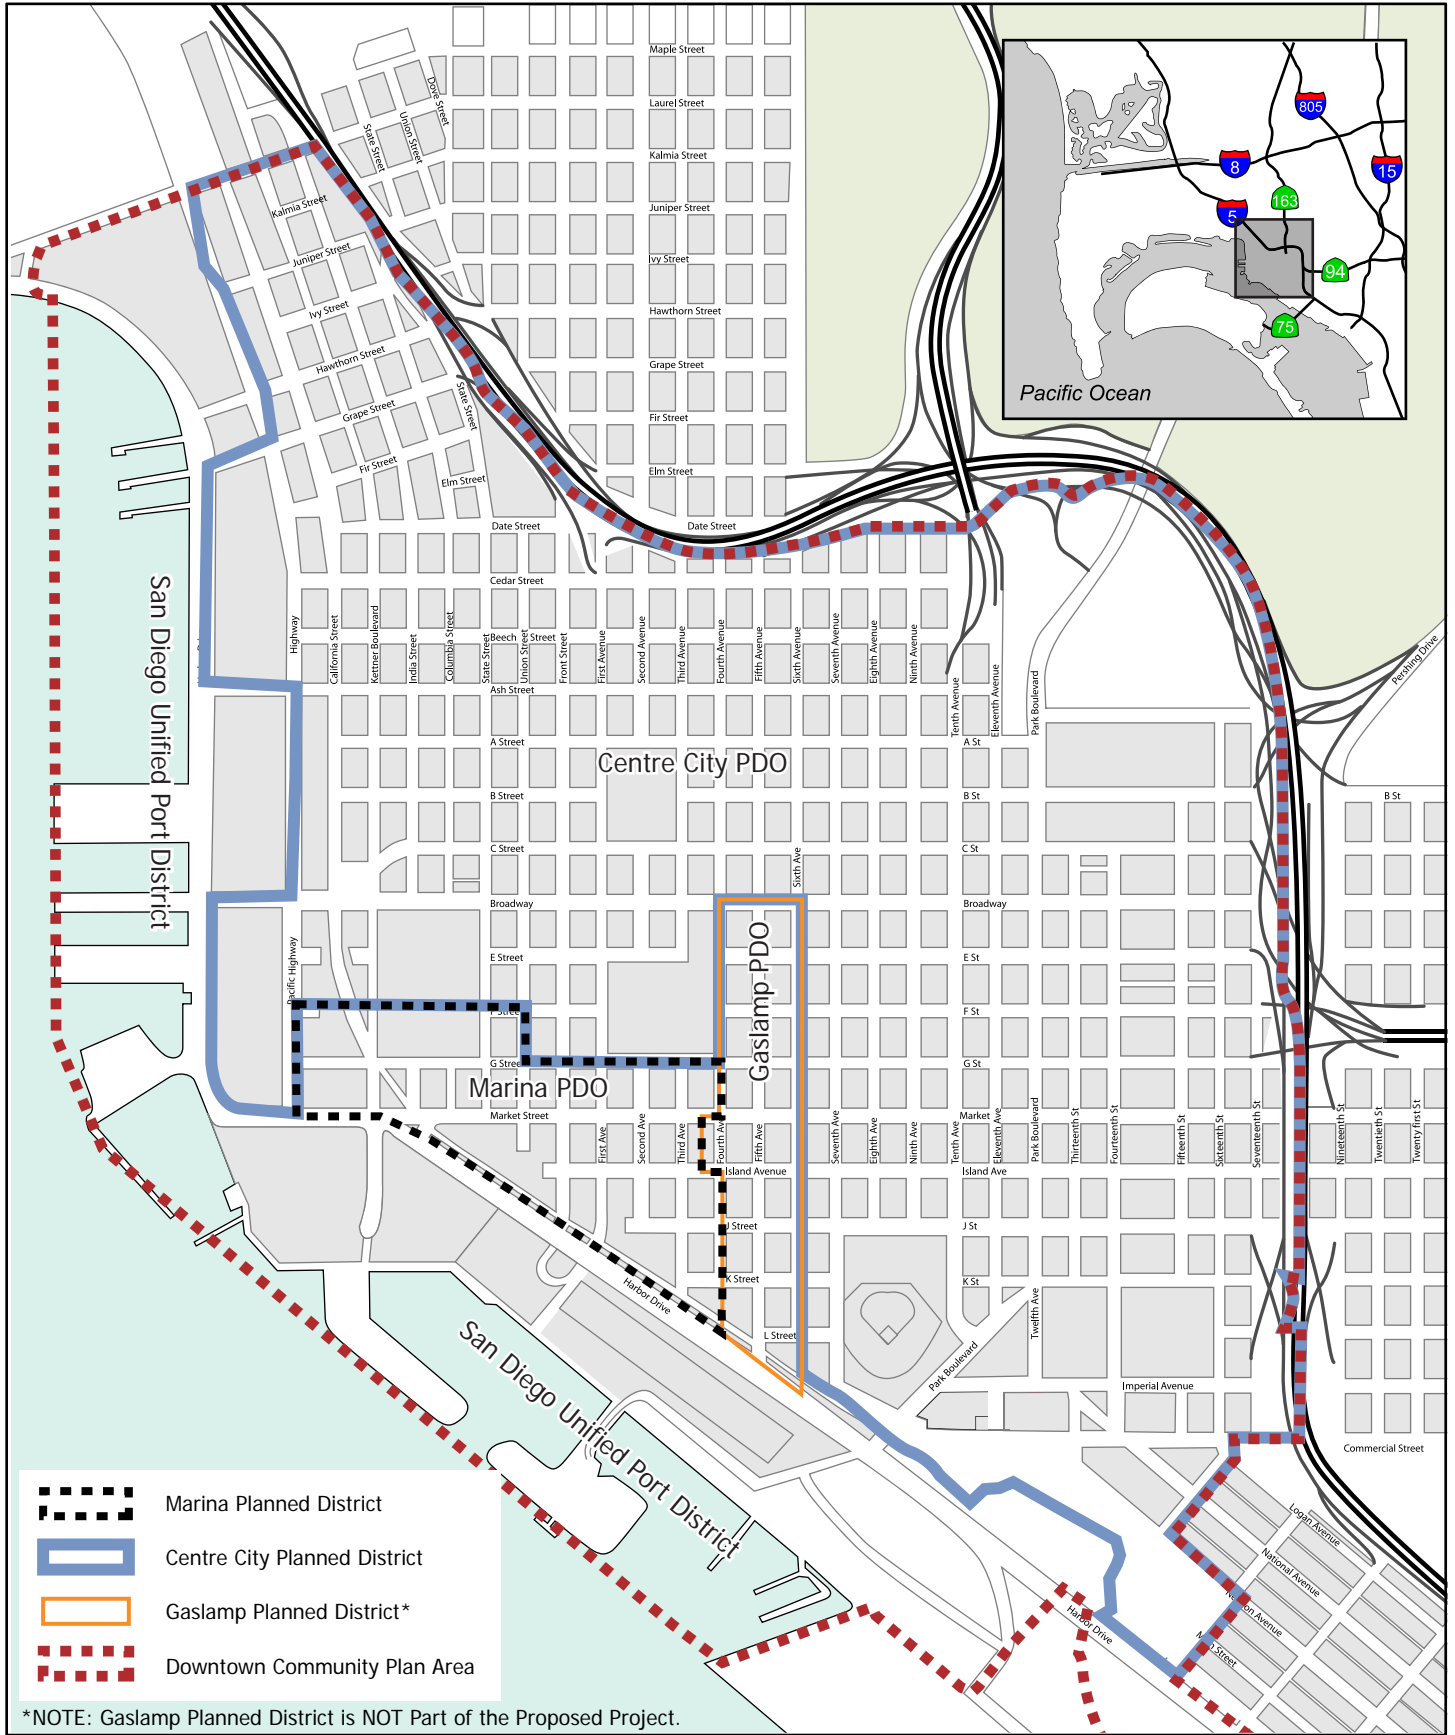 Maple Street
Laurel Street
Kalmia Street
Juniper Street
Ivy Street
Hawthorn Street
Grape Street
Fir Street
Elm Street
Date Street
Dove Street
Union Street
State Street
Kalmia Street
Juniper Street
Ivy Street
Hawthorn Street
Grape Street
Fir Street
Elm Street
State Street
Date Street
805
8
15
163
5
94
75
Pacific Ocean
Cedar Street
Beech Street
Ash Street
A Street
B Street
C Street
Broadway
E Street
F Street
G Street
Market Street
Highway
California Street
Kettner Boulevard
India Street
Columbia Street
State Street
Union Street
Front Street
First Avenue
Second Avenue
Third Avenue
Fourth Avenue
Fifth Avenue
Sixth Avenue
Seventh Avenue
Eighth Avenue
Ninth Avenue
Tenth Avenue
Eleventh Avenue
Park Boulevard
Pershing Drive
San Diego Unified Port District
Centre City PDO
A St
B St
B St
C St
Sixth Ave
Broadway
E St
F St
G St
Market
Pacific Highway
Gaslamp PDO
Marina PDO
First Ave
Second Ave
Third Ave
Fourth Ave
Fifth Ave
Seventh Ave
Eighth Ave
Ninth Ave
Tenth Ave
Eleventh Ave
Park Boulevard
Thirteenth St
Fourteenth St
Fifteenth St
Sixteenth St
Seventeenth St
Nineteenth St
Twentieth St
Twenty first St
Island Avenue
Island Ave
J Street
J St
K Street
K St
L Street
Harbor Drive
Twelfth Ave
Park Boulevard
Imperial Avenue
Commercial Street
San Diego Unified Port District
Logan Avenue
National Avenue
Harbor Drive
Marina Planned District
Centre City Planned District
Gaslamp Planned District*
Downtown Community Plan Area
*NOTE: Gaslamp Planned District is NOT Part of the Proposed Project.